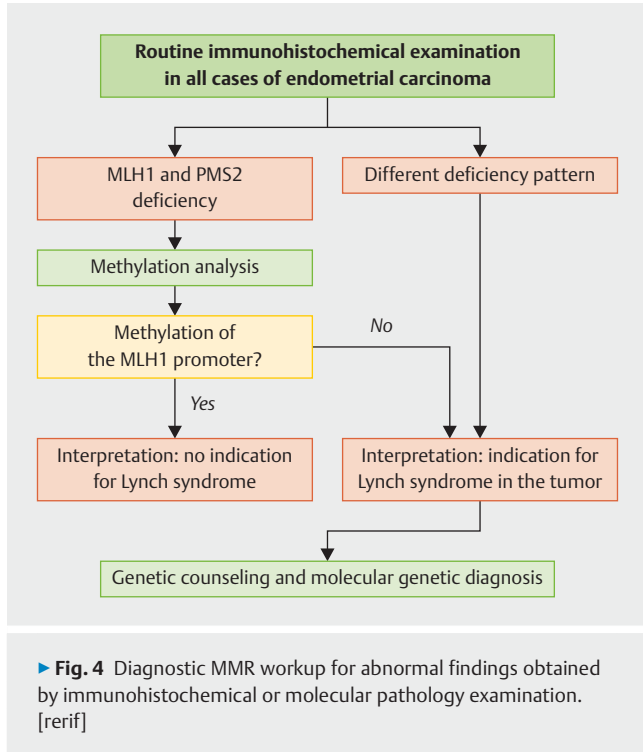 Routine immunohistochemical examination
in all cases of endometrial carcinoma
MLH1 and PMS2
deficiency
Different deficiency pattern
Methylation analysis
Methylation of
the MLH1 promoter?
No
Yes
Interpretation: no indication
for Lynch syndrome
Interpretation: indication for
Lynch syndrome in the tumor
Genetic counseling and molecular genetic diagnosis
► Fig. 4 Diagnostic MMR workup for abnormal findings obtained
by immunohistochemical or molecular pathology examination.
[rerif]